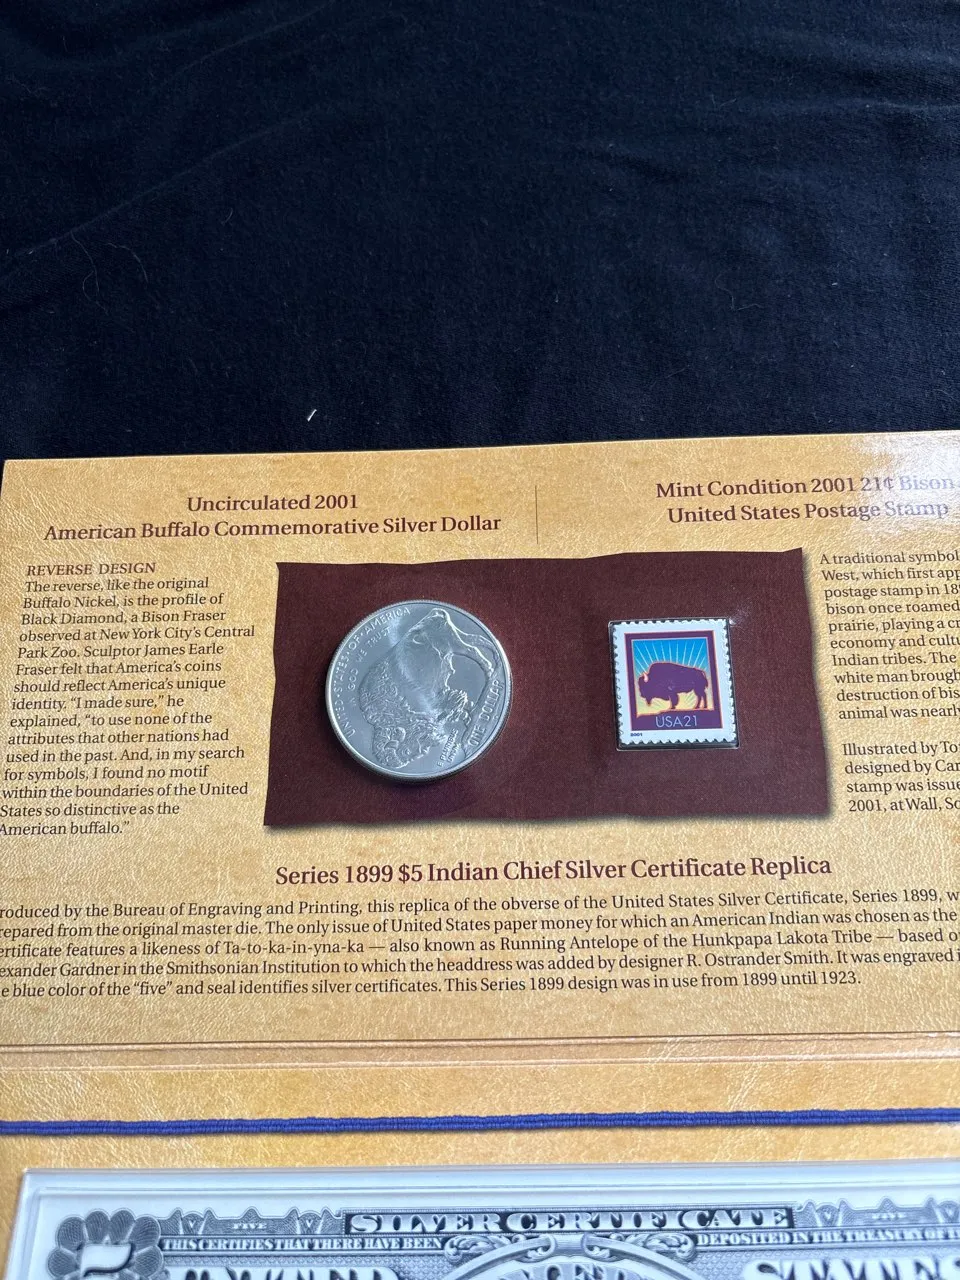 Uncirculated 2001
American Buffalo Commemorative Silver Dollar
Mint Condition 2001 21¢ Bison
United States Postage Stamp
REVERSE DESIGN
The reverse, like the original
Buffalo Nickel, is the profile of
Black Diamond, a Bison Fraser
observed at New York City's Central
Park Zoo. Sculptor James Earle
Fraser felt that America's coins
should reflect America's unique
identity. "I made sure," he
explained, "to use none of the
attributes that other nations had
used in the past. And, in my search
for symbols, I found no motif
within the boundaries of the United
States so distinctive as the
American buffalo."
UNITED·STATES·OF·AMERICA
GOD WE TRUST
E PLURIBUS
UNUM
ONE DOLLAR
USA21
2001
A traditional symbol
West, which first app
postage stamp in 189
bison once roamed
prairie, playing a cr
economy and cultu
Indian tribes. The
white man brough
destruction of bis
animal was nearly
Illustrated by To
designed by Car
stamp was issue
2001, at Wall, So
Series 1899 $5 Indian Chief Silver Certificate Replica
roduced by the Bureau of Engraving and Printing, this replica of the obverse of the United States Silver Certificate, Series 1899, w
repared from the original master die. The only issue of United States paper money for which an American Indian was chosen as the
ertificate features a likeness of Ta-to-ka-in-yna-ka — also known as Running Antelope of the Hunkpapa Lakota Tribe — based o
exander Gardner in the Smithsonian Institution to which the headdress was added by designer R. Ostrander Smith. It was engraved i
e blue color of the "five" and seal identifies silver certificates. This Series 1899 design was in use from 1899 until 1923.
V FIVE V SILVER CERTIFICATE V FIVE V
THIS CERTIFIES THAT THERE HAVE BEEN DEPOSITED IN THE TREASURY OF
5